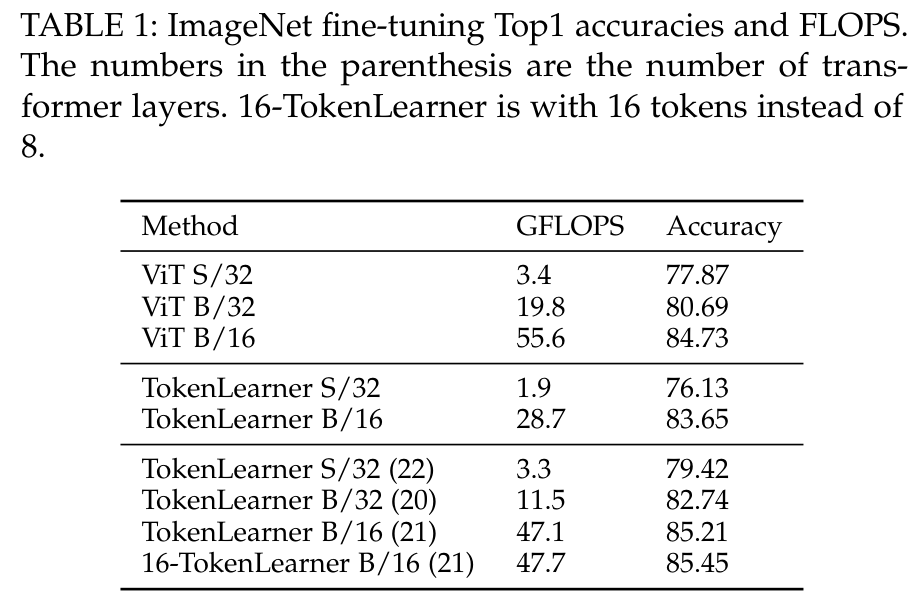 TABLE 1: ImageNet fine-tuning Top1 accuracies and FLOPS.
The numbers in the parenthesis are the number of trans-
former layers. 16-TokenLearner is with 16 tokens instead of
8.
Method GFLOPS Accuracy
ViT S/32 3.4 77.87
ViT B/32 19.8 80.69
ViT B/16 55.6 84.73
TokenLearner S/32 1.9 76.13
TokenLearner B/16 28.7 83.65
TokenLearner S/32 (22) 3.3 79.42
TokenLearner B/32 (20) 11.5 82.74
TokenLearner B/16 (21) 47.1 85.21
16-TokenLearner B/16 (21) 47.7 85.45